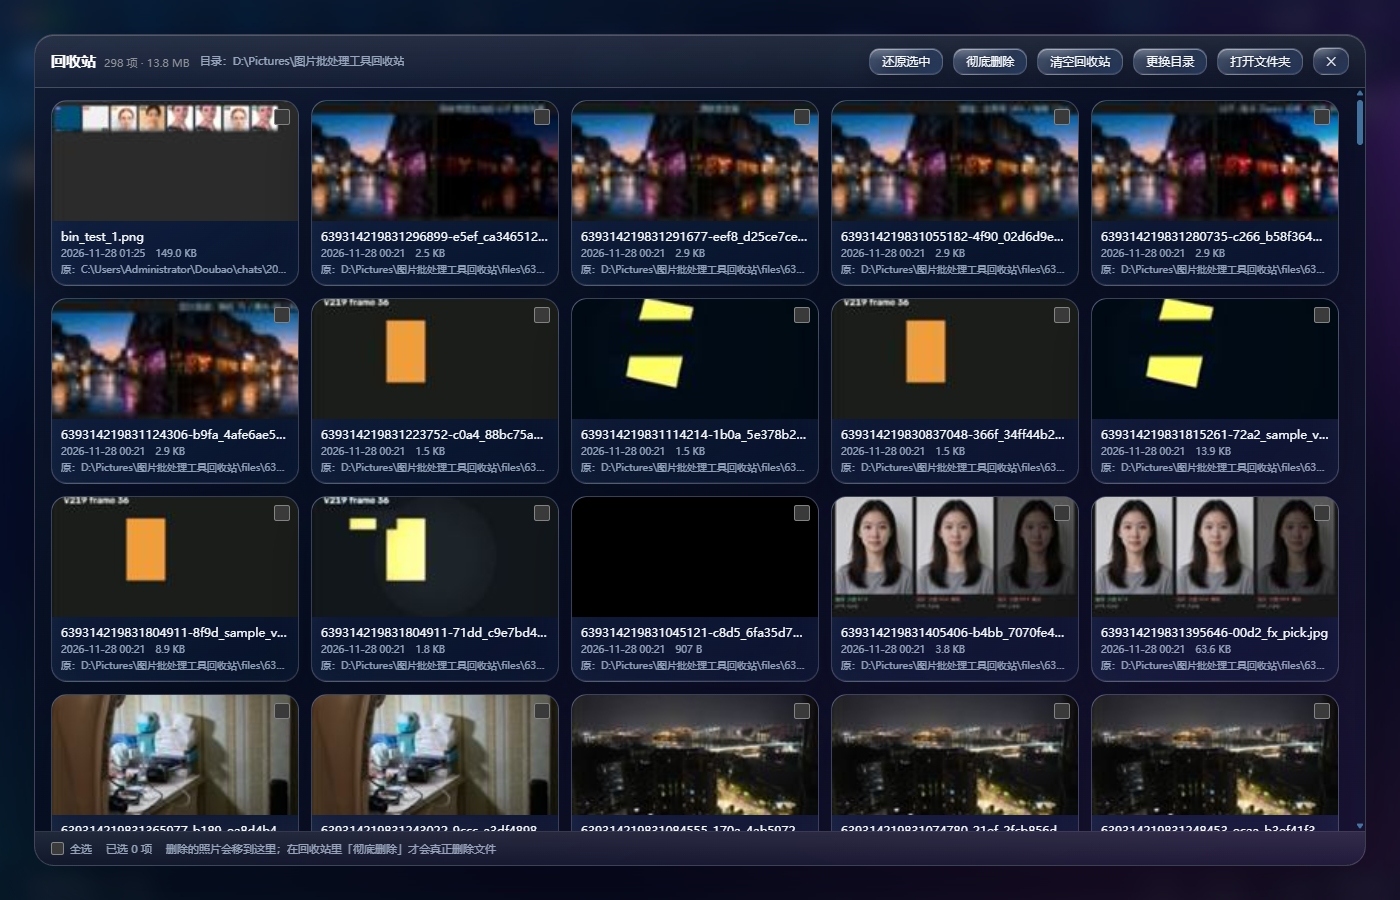 回收站 298 项 · 13.8 MB 目录：D:\Pictures\图片批处理工具回收站
还原选中 彻底删除 清空回收站 更换目录 打开文件夹
bin_test_1.png
2026-11-28 01:25 149.0 KB
原：C:\Users\Administrator\Doubao\chats\20...
639314219831296899-e5ef_ca346512...
2026-11-28 00:21 2.5 KB
原：D:\Pictures\图片批处理工具回收站\files\63...
639314219831291677-eef8_d25ce7ce...
2026-11-28 00:21 2.9 KB
原：D:\Pictures\图片批处理工具回收站\files\63...
639314219831055182-4f90_02d6d9e...
2026-11-28 00:21 2.9 KB
原：D:\Pictures\图片批处理工具回收站\files\63...
639314219831280735-c266_b58f364...
2026-11-28 00:21 2.9 KB
原：D:\Pictures\图片批处理工具回收站\files\63...
639314219831124306-b9fa_4afe6ae5...
2026-11-28 00:21 2.9 KB
原：D:\Pictures\图片批处理工具回收站\files\63...
V219 frame 36
639314219831223752-c0a4_88bc75a...
2026-11-28 00:21 1.5 KB
原：D:\Pictures\图片批处理工具回收站\files\63...
639314219831114214-1b0a_5e378b2...
2026-11-28 00:21 1.5 KB
原：D:\Pictures\图片批处理工具回收站\files\63...
V219 frame 36
639314219830837048-366f_34ff44b2...
2026-11-28 00:21 1.5 KB
原：D:\Pictures\图片批处理工具回收站\files\63...
639314219831815261-72a2_sample_v...
2026-11-28 00:21 13.9 KB
原：D:\Pictures\图片批处理工具回收站\files\63...
V219 frame 36
639314219831804911-8f9d_sample_v...
2026-11-28 00:21 8.9 KB
原：D:\Pictures\图片批处理工具回收站\files\63...
V219 frame 36
639314219831804911-71dd_c9e7bd4...
2026-11-28 00:21 1.8 KB
原：D:\Pictures\图片批处理工具回收站\files\63...
639314219831045121-c8d5_6fa35d7...
2026-11-28 00:21 907 B
原：D:\Pictures\图片批处理工具回收站\files\63...
639314219831405406-b4bb_7070fe4...
2026-11-28 00:21 3.8 KB
原：D:\Pictures\图片批处理工具回收站\files\63...
639314219831395646-00d2_fx_pick.jpg
2026-11-28 00:21 63.6 KB
原：D:\Pictures\图片批处理工具回收站\files\63...
全选 已选 0 项 删除的照片会移到这里；在回收站里「彻底删除」才会真正删除文件